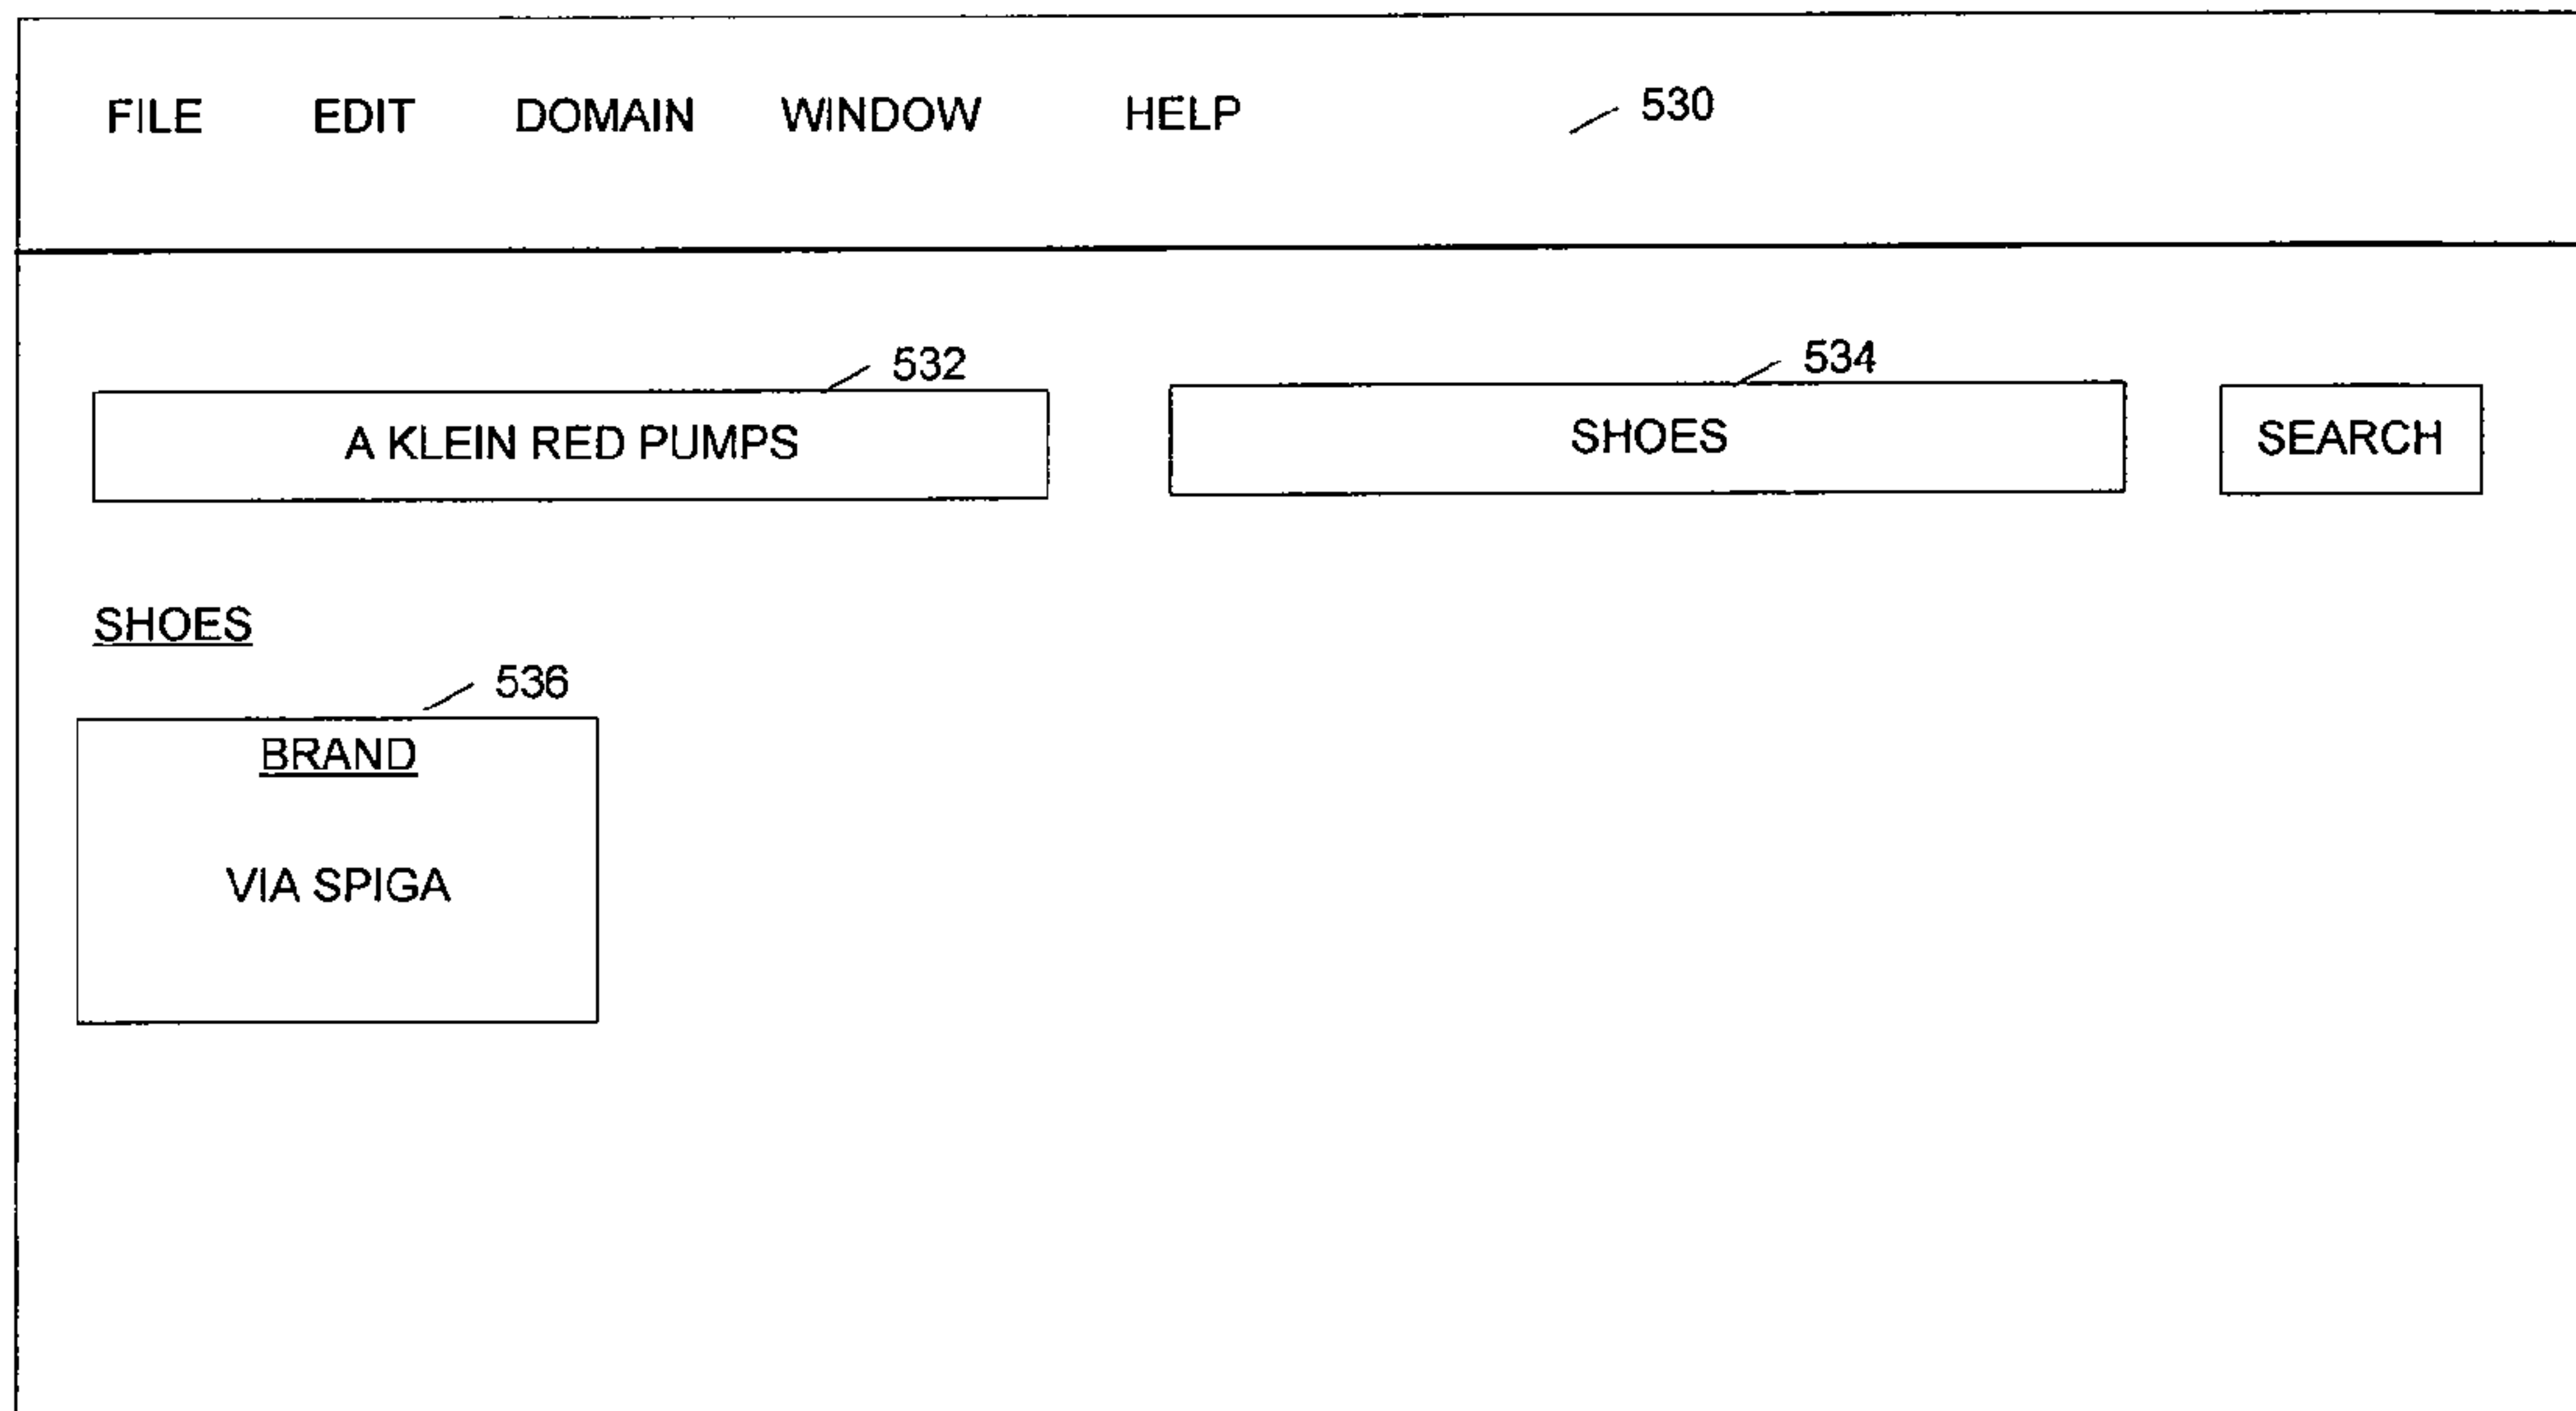 FILE EDIT DOMAIN WINDOW HELP 530
532 534
A KLEIN RED PUMPS SHOES SEARCH
SHOES
536
BRAND
VIA SPIGA